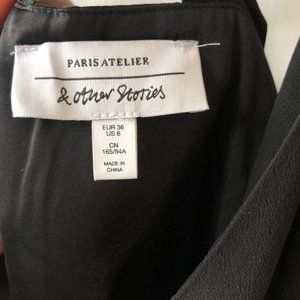 PARIS ATELIER
& other Stories
EUR 36
US 6
CN
165/84A
MADE IN
CHINA